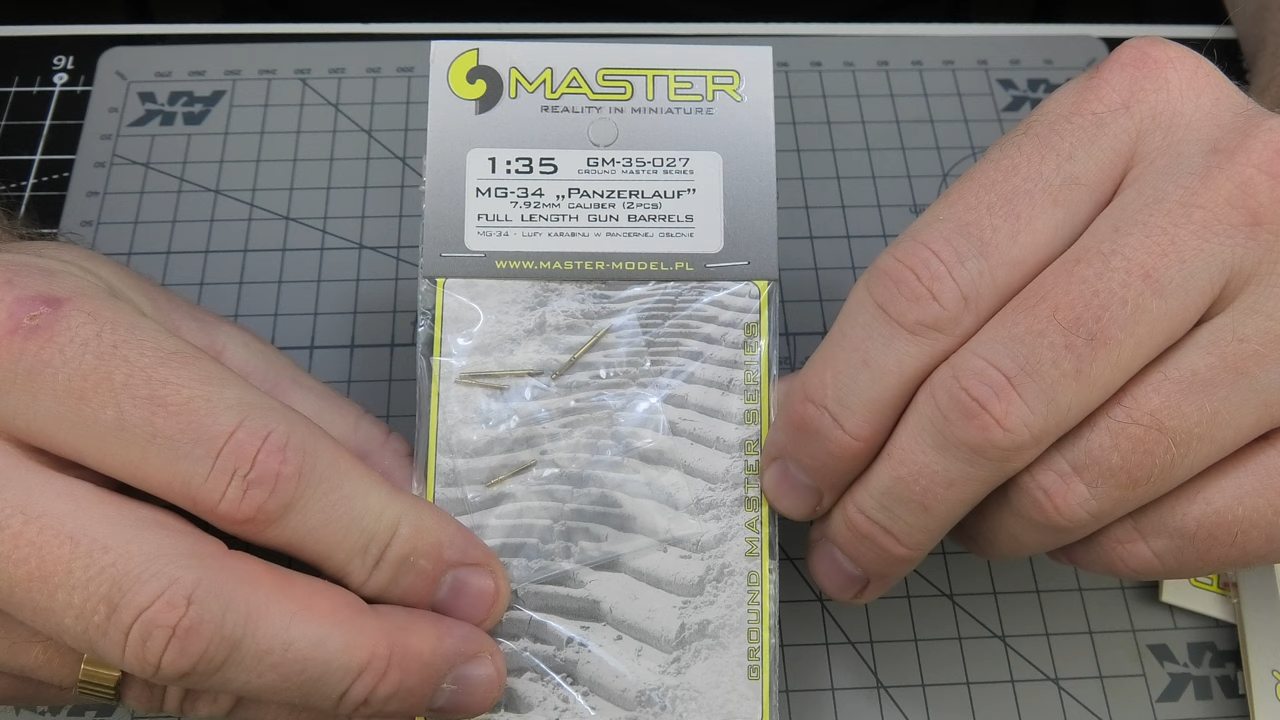 16
MASTER
REALITY IN MINIATURE
1:35
GM-35-027
GROUND MASTER SERIES
MG-34 „PANZERLAUF”
7.92MM CALIBER (2PCS)
FULL LENGTH GUN BARRELS
MG-34 - LUFY KARABINU W PANCERNEJ OSŁONIE
WWW.MASTER-MODEL.PL
GROUND MASTER SERIES
AK
AK
AK